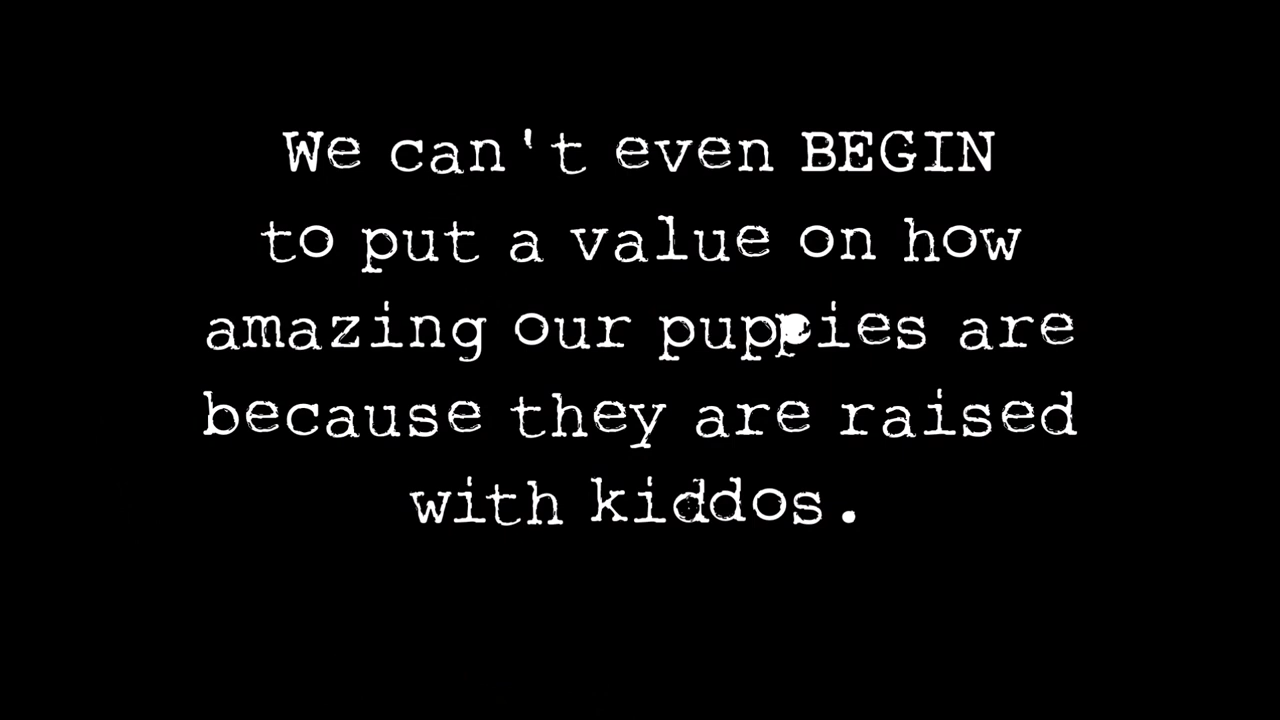 We can't even BEGIN
to put a value on how
amazing our puppies are
because they are raised
with kiddos.